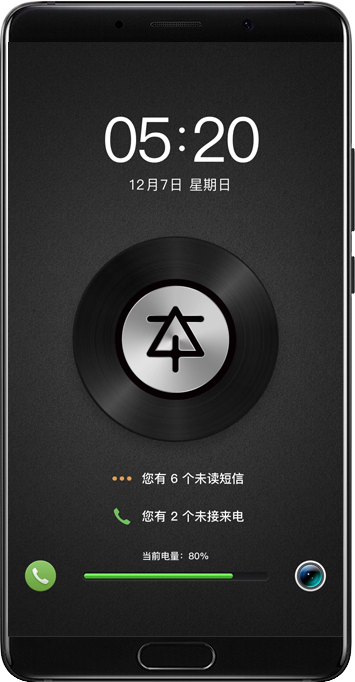 05:20
12月7日 星期日
您有 6 个未读短信
您有 2 个未接来电
当前电量：80%